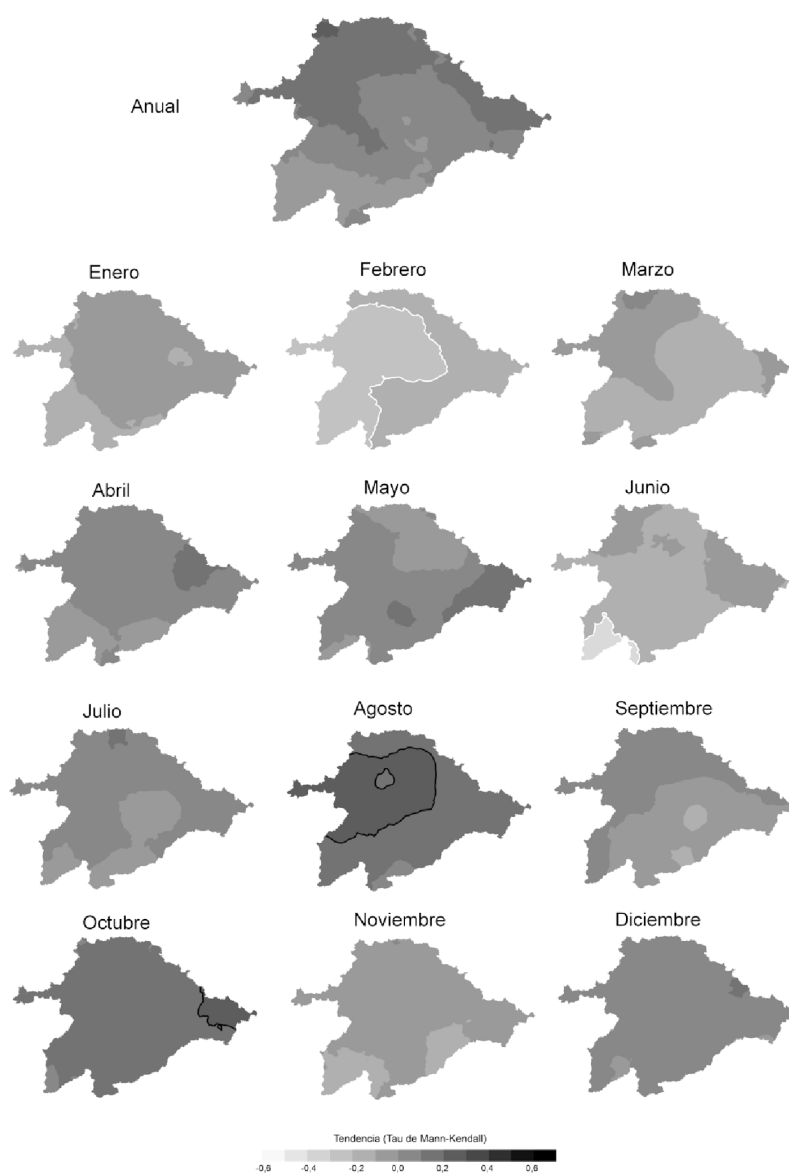 Anual
Enero
Febrero
Marzo
Abril
Mayo
Junio
Julio
Agosto
Septiembre
Octubre
Noviembre
Diciembre
Tendencia (Tau de Mann-Kendall)
-0,6 -0,4 -0,2 0,0 0,2 0,4 0,6